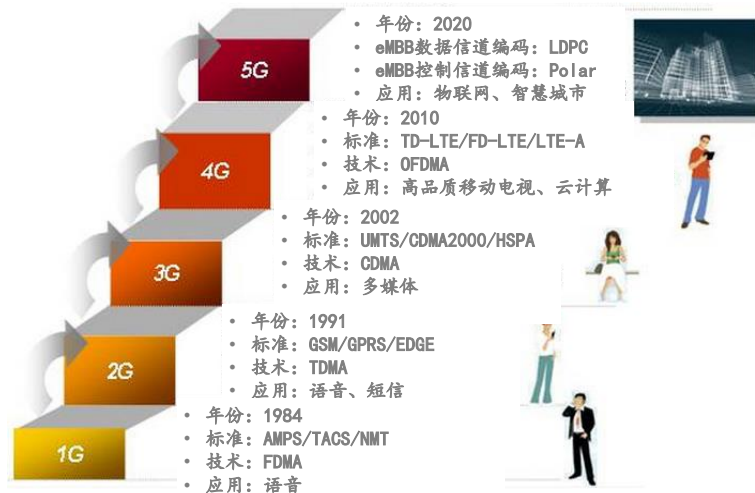 5G
• 年份：2020
• eMBB数据信道编码：LDPC
• eMBB控制信道编码：Polar
• 应用：物联网、智慧城市
4G
• 年份：2010
• 标准：TD-LTE/FD-LTE/LTE-A
• 技术：OFDMA
• 应用：高品质移动电视、云计算
3G
• 年份：2002
• 标准：UMTS/CDMA2000/HSPA
• 技术：CDMA
• 应用：多媒体
2G
• 年份：1991
• 标准：GSM/GPRS/EDGE
• 技术：TDMA
• 应用：语音、短信
1G
• 年份：1984
• 标准：AMPS/TACS/NMT
• 技术：FDMA
• 应用：语音